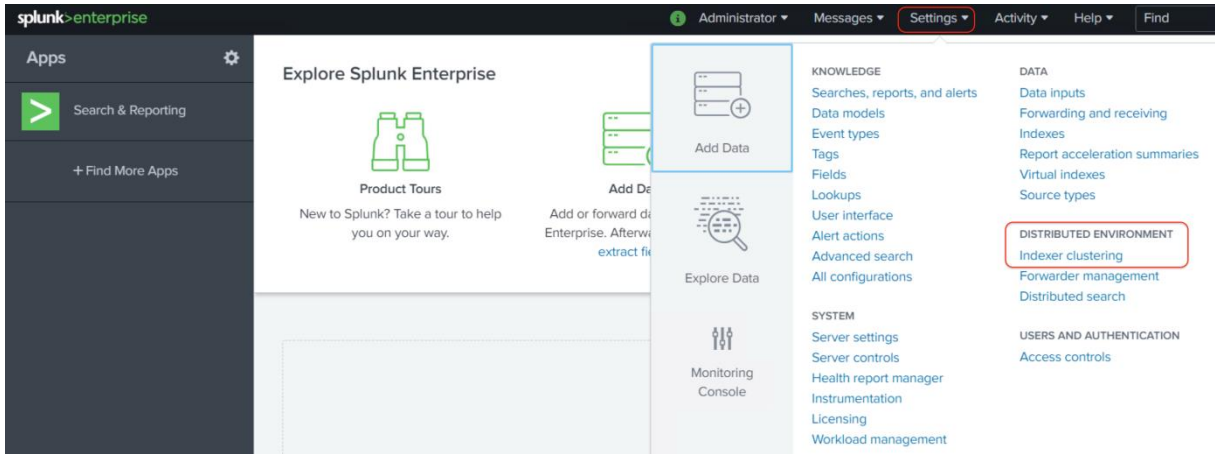 splunk>enterprise
i Administrator ▾ Messages ▾ Settings ▾ Activity ▾ Help ▾ Find
Apps
Search & Reporting
+ Find More Apps
Explore Splunk Enterprise
Product Tours
New to Splunk? Take a tour to help
you on your way.
Add Da
Add or forward da
Enterprise. Afterwa
extract fie
Add Data
Explore Data
Monitoring
Console
KNOWLEDGE
Searches, reports, and alerts
Data models
Event types
Tags
Fields
Lookups
User interface
Alert actions
Advanced search
All configurations
SYSTEM
Server settings
Server controls
Health report manager
Instrumentation
Licensing
Workload management
DATA
Data inputs
Forwarding and receiving
Indexes
Report acceleration summaries
Virtual indexes
Source types
DISTRIBUTED ENVIRONMENT
Indexer clustering
Forwarder management
Distributed search
USERS AND AUTHENTICATION
Access controls